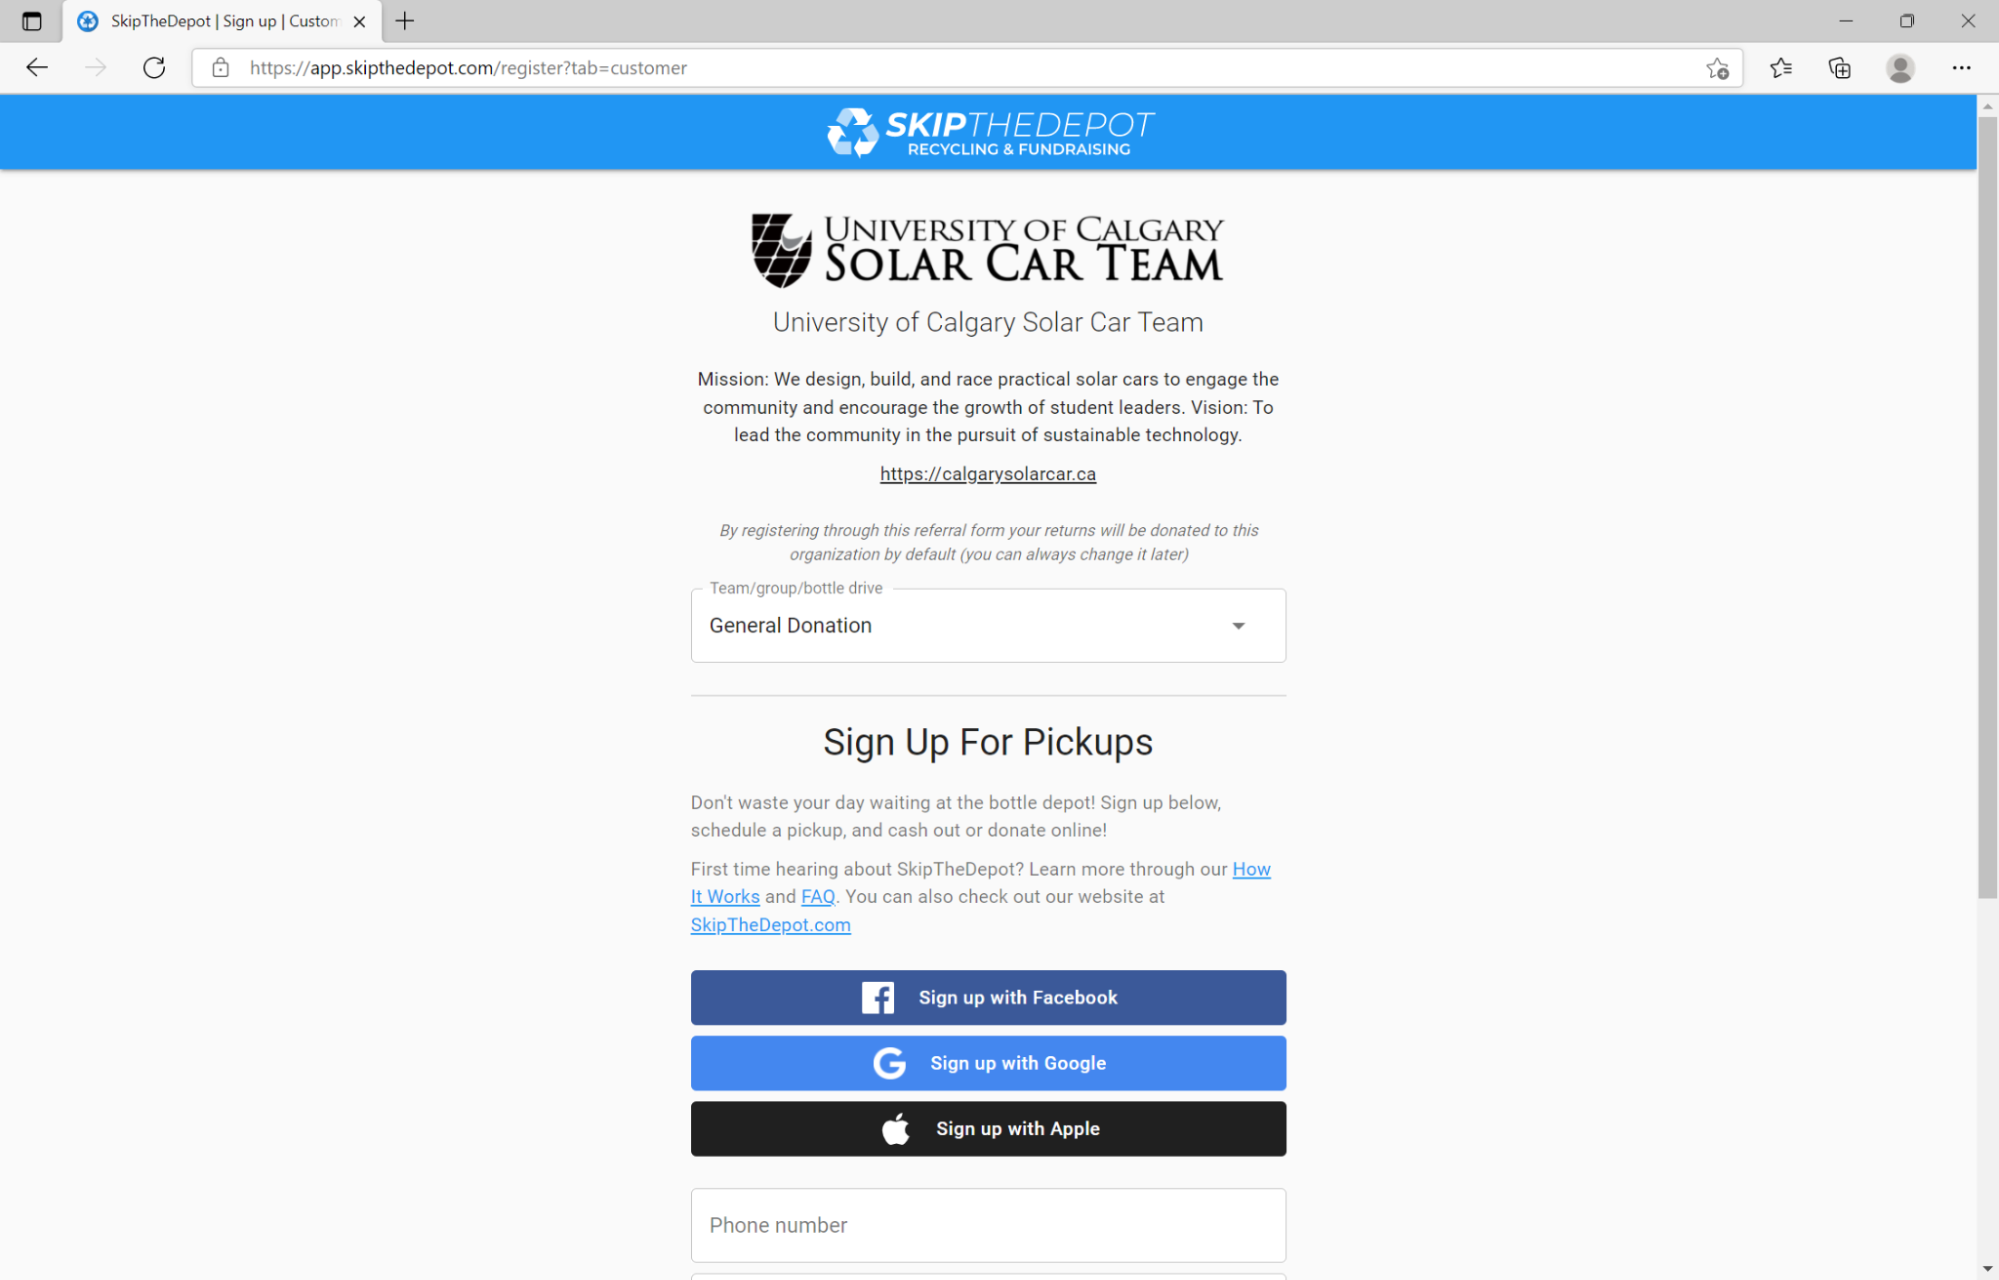 SkipTheDepot | Sign up | Custom
https://app.skipthedepot.com/register?tab=customer
SKIPTHEDEPOT
RECYCLING & FUNDRAISING
UNIVERSITY OF CALGARY
SOLAR CAR TEAM
University of Calgary Solar Car Team
Mission: We design, build, and race practical solar cars to engage the
community and encourage the growth of student leaders. Vision: To
lead the community in the pursuit of sustainable technology.
https://calgarysolarcar.ca
By registering through this referral form your returns will be donated to this
organization by default (you can always change it later)
Team/group/bottle drive
General Donation
Sign Up For Pickups
Don't waste your day waiting at the bottle depot! Sign up below,
schedule a pickup, and cash out or donate online!
First time hearing about SkipTheDepot? Learn more through our How
It Works and FAQ. You can also check out our website at
SkipTheDepot.com
Sign up with Facebook
Sign up with Google
Sign up with Apple
Phone number